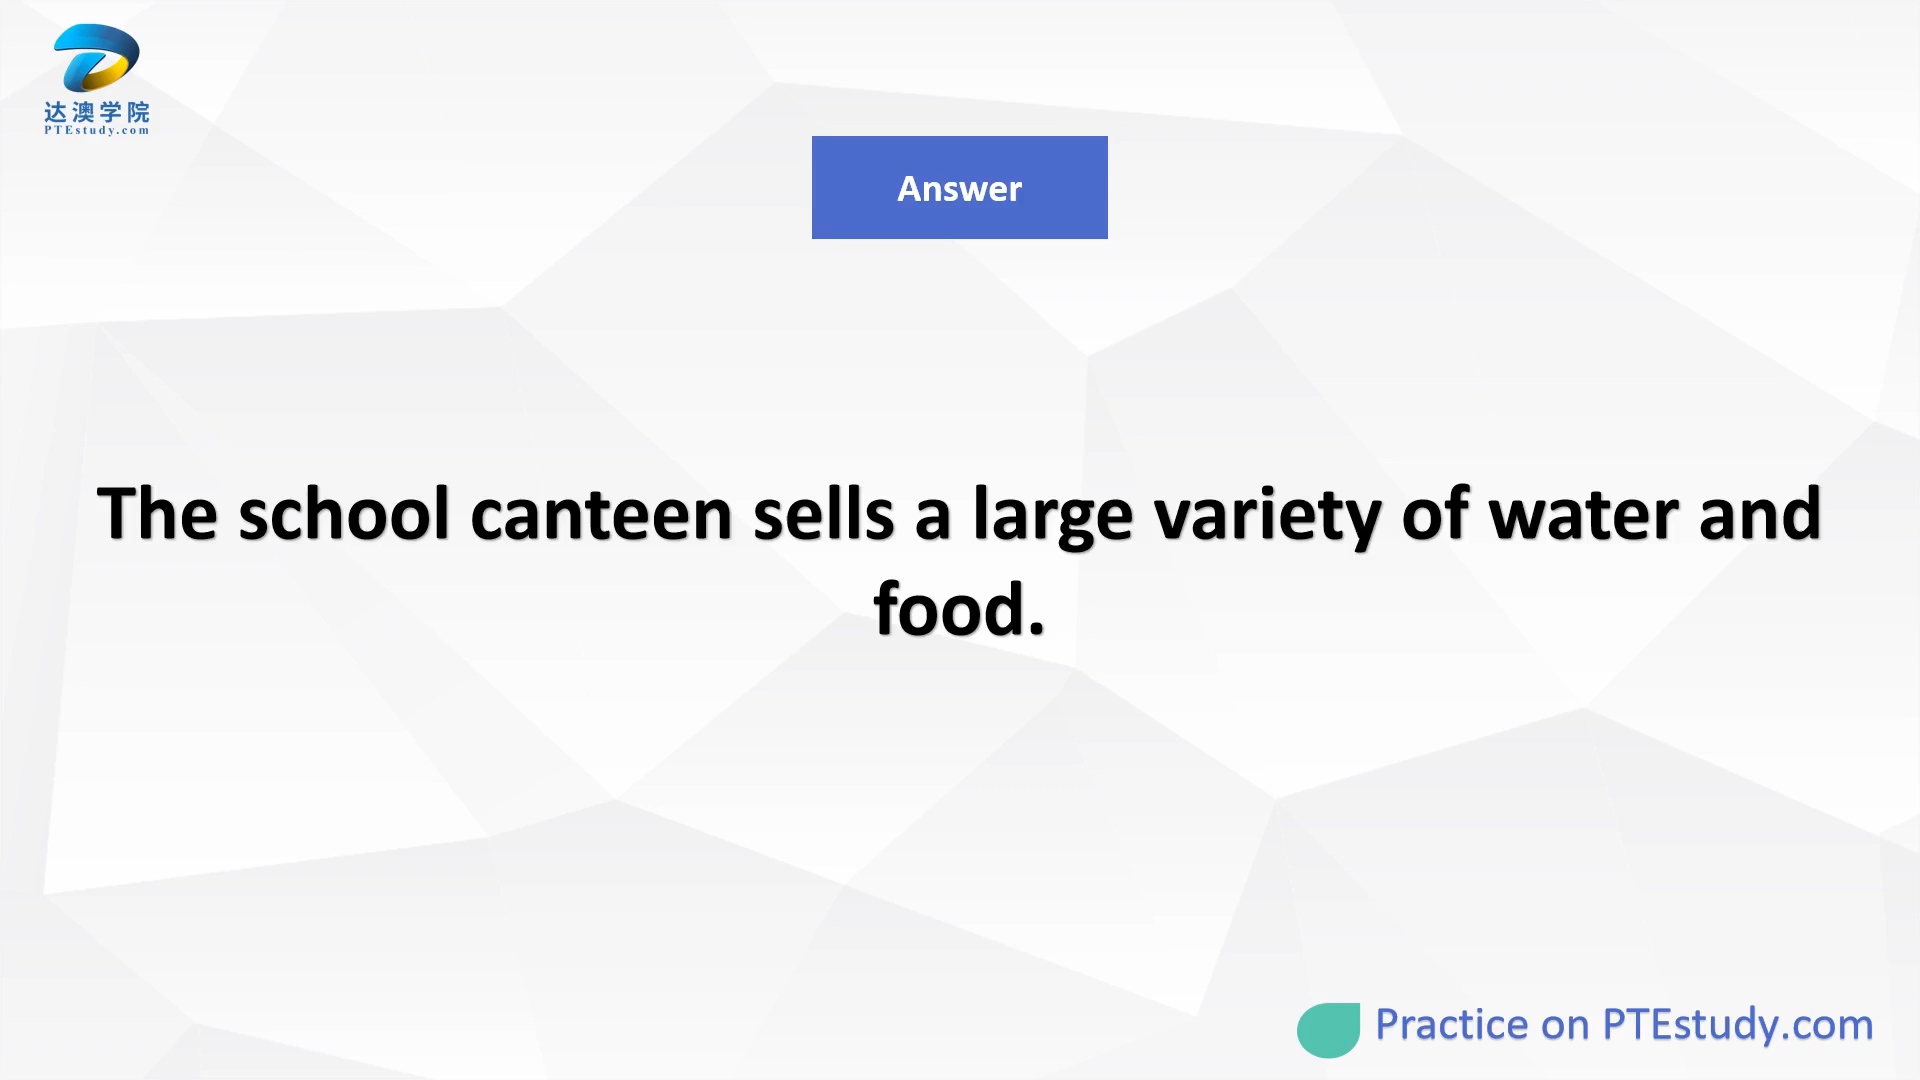 达澳学院
PTEstudy.com
Answer
The school canteen sells a large variety of water and
food.
Practice on PTEstudy.com